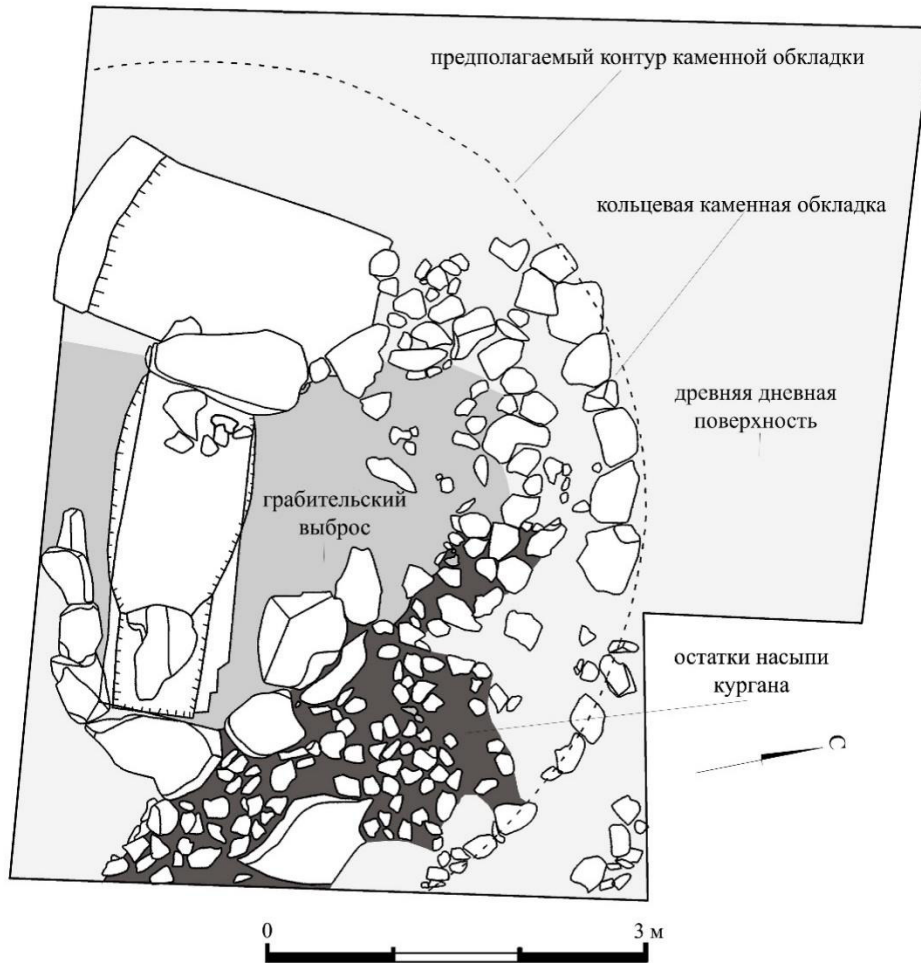 предполагаемый контур каменной обкладки
кольцевая каменная обкладка
древняя дневная
поверхность
грабительский
выброс
остатки насыпи
кургана
С
0 3 м